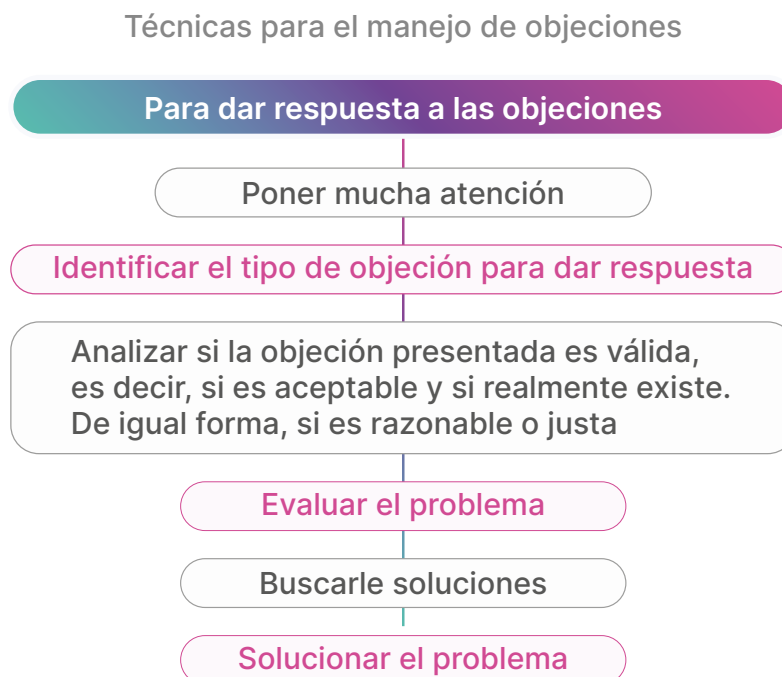 Técnicas para el manejo de objeciones
Para dar respuesta a las objeciones
Poner mucha atención
Identificar el tipo de objeción para dar respuesta
Analizar si la objeción presentada es válida,
es decir, si es aceptable y si realmente existe.
De igual forma, si es razonable o justa
Evaluar el problema
Buscarle soluciones
Solucionar el problema